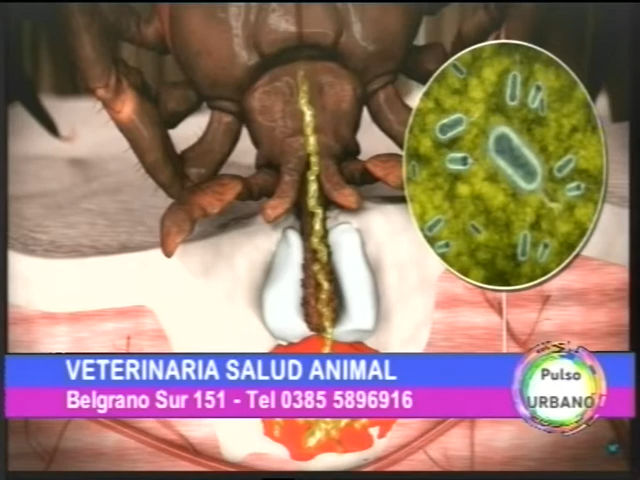 VETERINARIA SALUD ANIMAL
Belgrano Sur 151 - Tel 0385 5896916
Pulso
URBANO